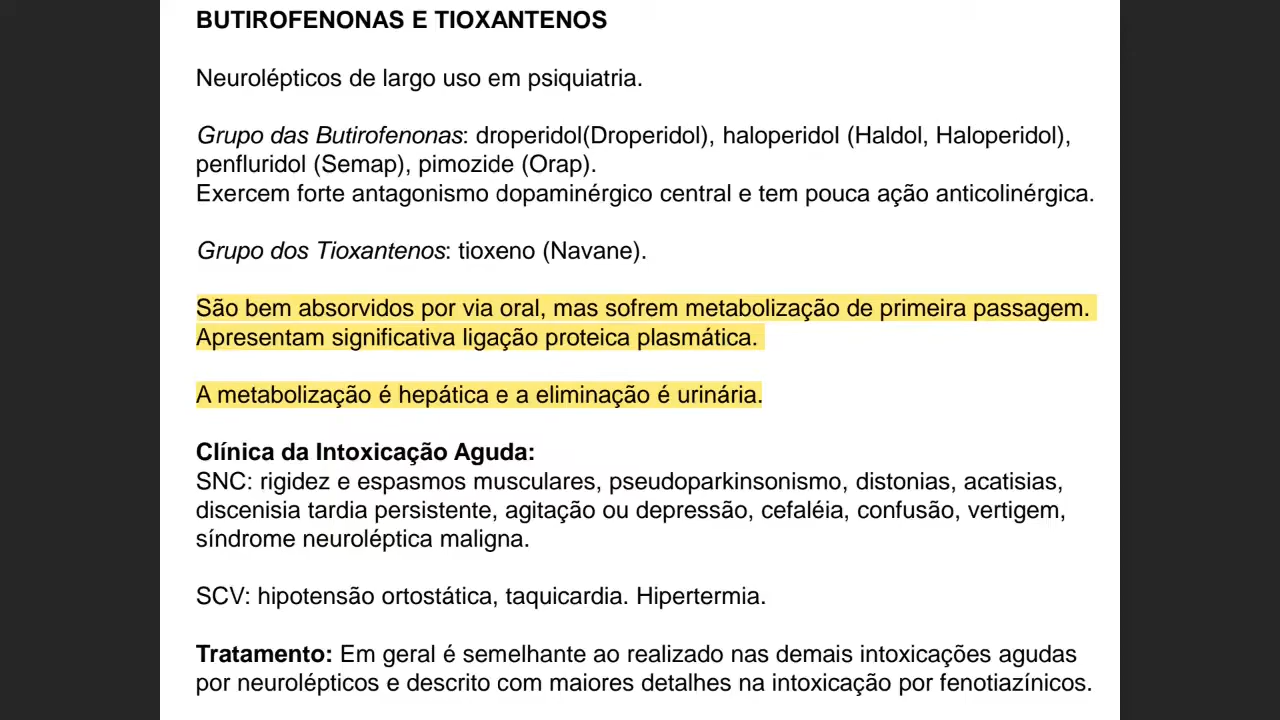 BUTIROFENONAS E TIOXANTENOS
Neurolépticos de largo uso em psiquiatria.
Grupo das Butirofenonas: droperidol(Droperidol), haloperidol (Haldol, Haloperidol),
penfluridol (Semap), pimozide (Orap).
Exercem forte antagonismo dopaminérgico central e tem pouca ação anticolinérgica.
Grupo dos Tioxantenos: tioxeno (Navane).
São bem absorvidos por via oral, mas sofrem metabolização de primeira passagem.
Apresentam significativa ligação proteica plasmática.
A metabolização é hepática e a eliminação é urinária.
Clínica da Intoxicação Aguda:
SNC: rigidez e espasmos musculares, pseudoparkinsonismo, distonias, acatisias,
discenisia tardia persistente, agitação ou depressão, cefaléia, confusão, vertigem,
síndrome neuroléptica maligna.
SCV: hipotensão ortostática, taquicardia. Hipertermia.
Tratamento: Em geral é semelhante ao realizado nas demais intoxicações agudas
por neurolépticos e descrito com maiores detalhes na intoxicação por fenotiazínicos.